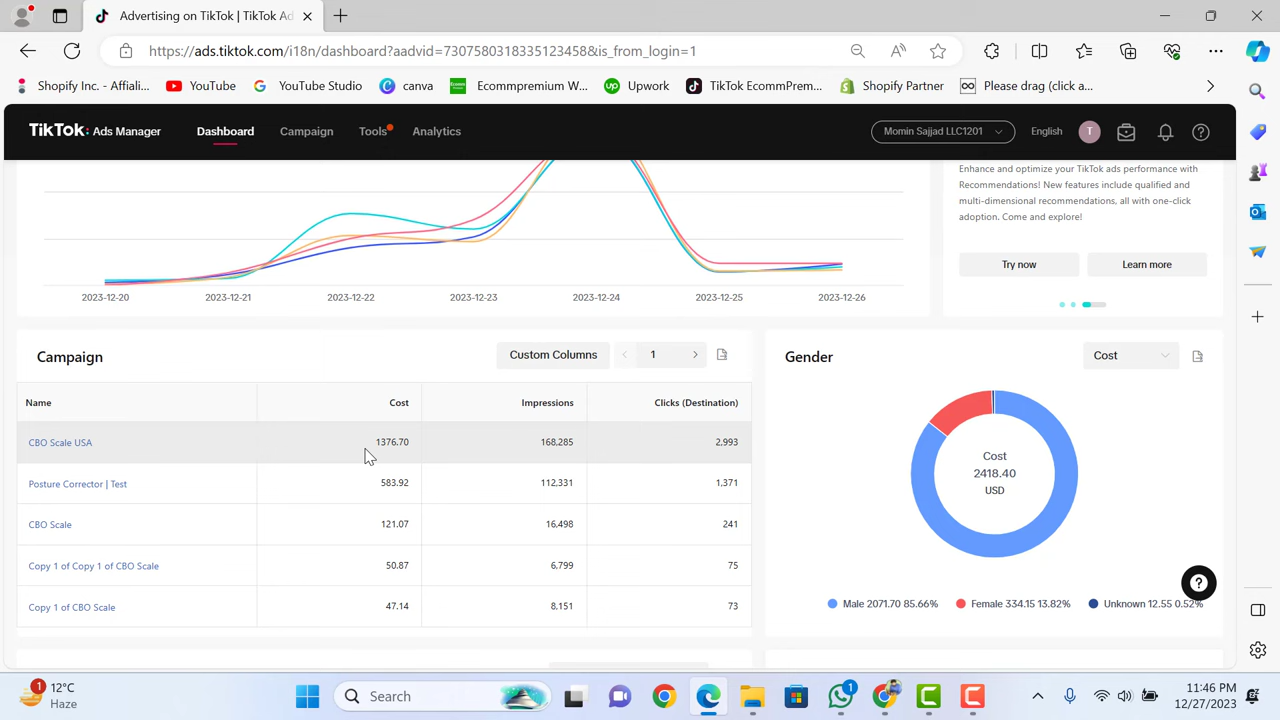 Advertising on TikTok | TikTok Ad
https://ads.tiktok.com/i18n/dashboard?aadvid=7307580318335123458&is_from_login=1
Shopify Inc. - Affiali...
YouTube
YouTube Studio
canva
Ecommpremium W...
Upwork
TikTok EcommPrem...
Shopify Partner
Please drag (click a...
TikTok: Ads Manager
Dashboard
Campaign
Tools
Analytics
Momin Sajjad LLC1201
English
T
Enhance and optimize your TikTok ads performance with
Recommendations! New features include qualified and
multi-dimensional recommendations, all with one-click
adoption. Come and explore!
Try now
Learn more
2023-12-20 2023-12-21 2023-12-22 2023-12-23 2023-12-24 2023-12-25 2023-12-26
Campaign
Custom Columns
1
Name Cost Impressions Clicks (Destination)
CBO Scale USA 1376.70 168,285 2,993
Posture Corrector | Test 583.92 112,331 1,371
CBO Scale 121.07 16,498 241
Copy 1 of Copy 1 of CBO Scale 50.87 6,799 75
Copy 1 of CBO Scale 47.14 8,151 73
Gender
Cost
Cost
2418.40
USD
Male 2071.70 85.66% Female 334.15 13.82% Unknown 12.55 0.52%
?
1
12°C
Haze
Search
1
11:46 PM
12/27/2023